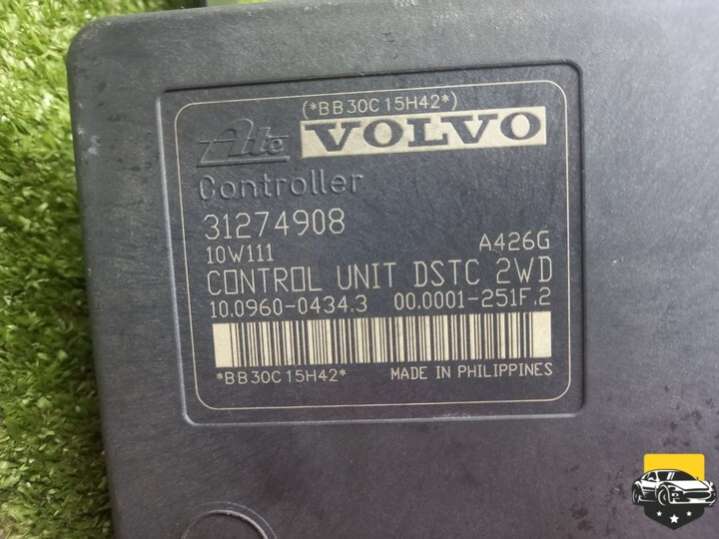 (*BB30C15H42*)
Ate VOLVO
Controller
31274908
10W111 A426G
CONTROL UNIT DSTC 2WD
10.0960-0434.3 00.0001-251F.2
*BB30C15H42* MADE IN PHILIPPINES